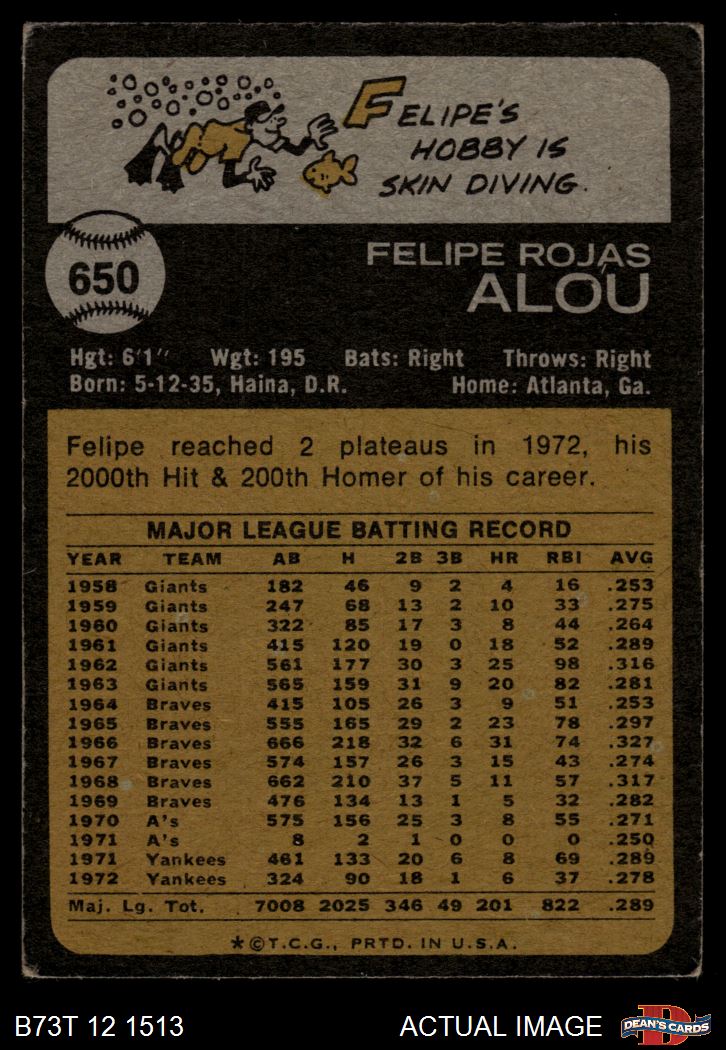 FELIPE'S
HOBBY IS
SKIN DIVING.
650
FELIPE ROJAS
ALOU
Hgt: 6'1" Wgt: 195 Bats: Right Throws: Right
Born: 5-12-35, Haina, D.R. Home: Atlanta, Ga.
Felipe reached 2 plateaus in 1972, his
2000th Hit & 200th Homer of his career.
MAJOR LEAGUE BATTING RECORD
YEAR TEAM AB H 2B 3B HR RBI AVG
1958 Giants 182 46 9 2 4 16 .253
1959 Giants 247 68 13 2 10 33 .275
1960 Giants 322 85 17 3 8 44 .264
1961 Giants 415 120 19 0 18 52 .289
1962 Giants 561 177 30 3 25 98 .316
1963 Giants 565 159 31 9 20 82 .281
1964 Braves 415 105 26 3 9 51 .253
1965 Braves 555 165 29 2 23 78 .297
1966 Braves 666 218 32 6 31 74 .327
1967 Braves 574 157 26 3 15 43 .274
1968 Braves 662 210 37 5 11 57 .317
1969 Braves 476 134 13 1 5 32 .282
1970 A's 575 156 25 3 8 55 .271
1971 A's 8 2 1 0 0 0 .250
1971 Yankees 461 133 20 6 8 69 .289
1972 Yankees 324 90 18 1 6 37 .278
Maj. Lg. Tot. 7008 2025 346 49 201 822 .289
*©T.C.G., PRTD. IN U.S.A.
B73T 12 1513 ACTUAL IMAGE D DEAN'S CARDS